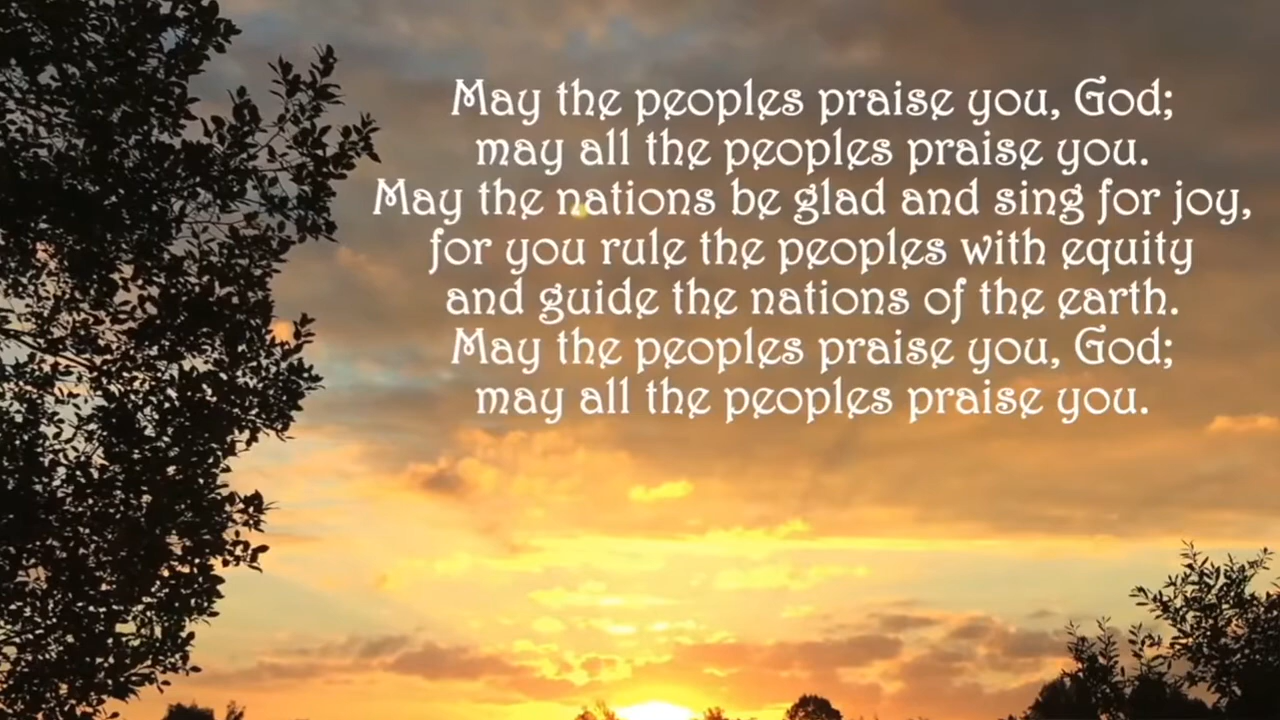 May the peoples praise you, God;
may all the peoples praise you.
May the nations be glad and sing for joy,
for you rule the peoples with equity
and guide the nations of the earth.
May the peoples praise you, God;
may all the peoples praise you.